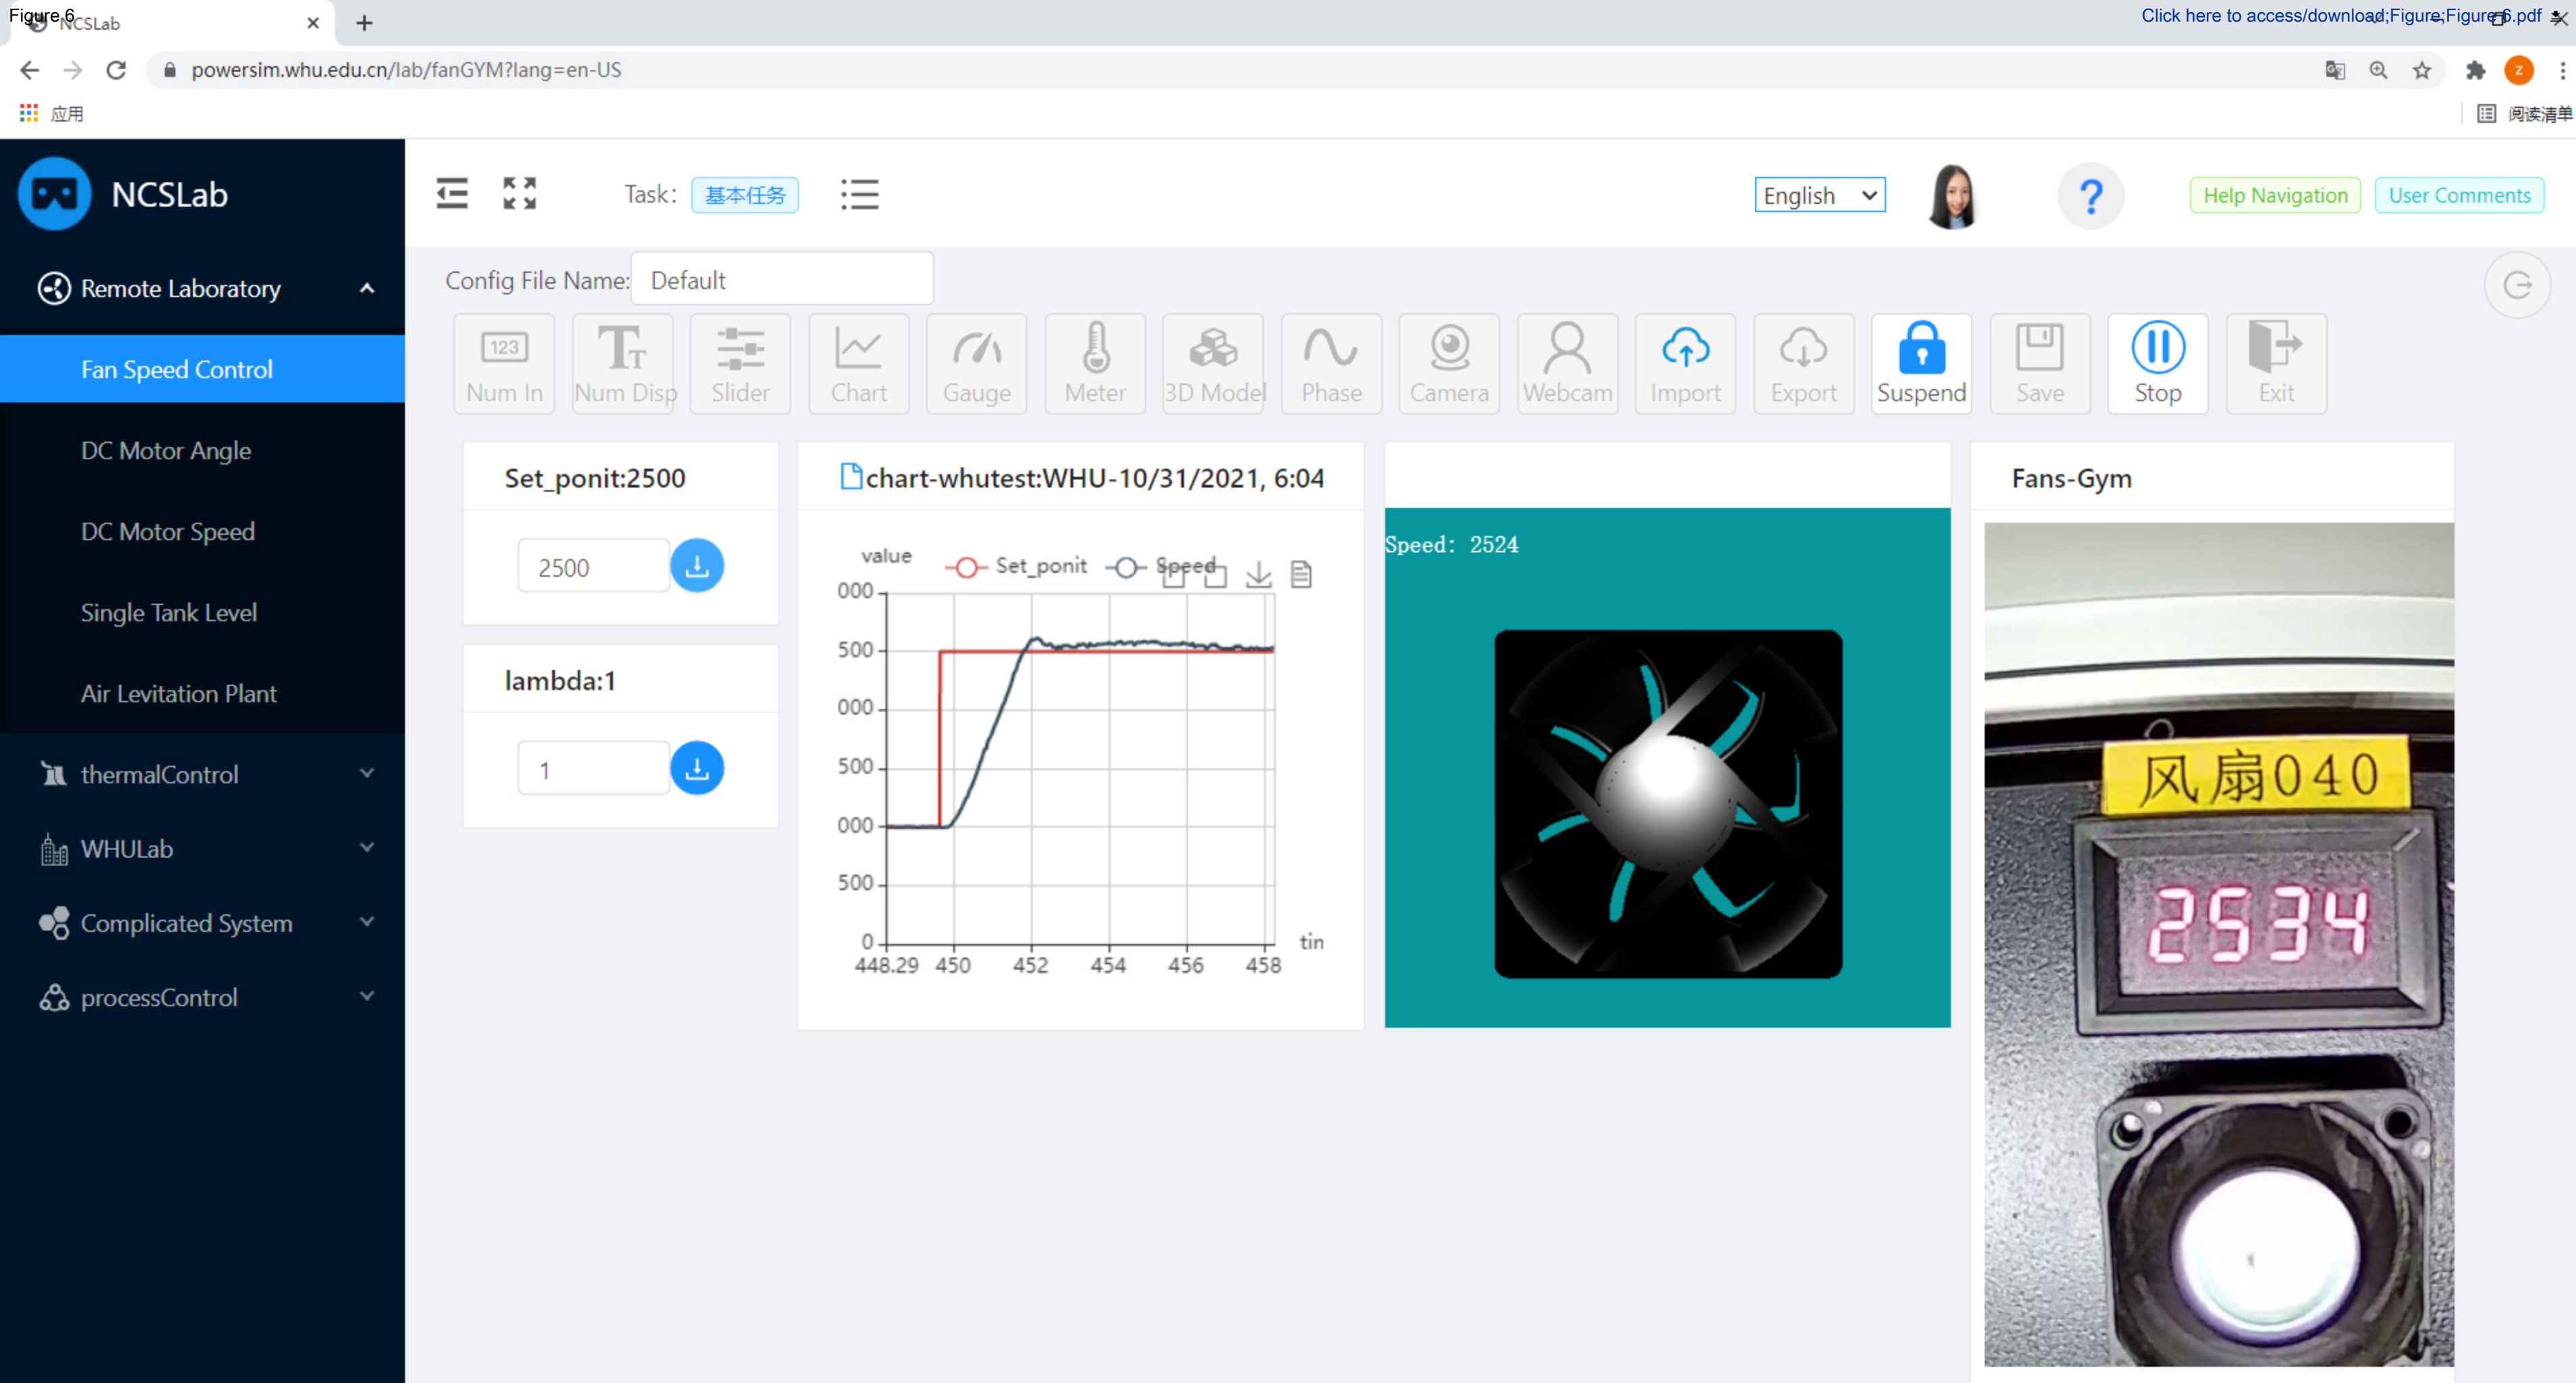 Figure 6
NCSLab
Click here to access/download;Figure;Figure 6.pdf
powersim.whu.edu.cn/lab/fanGYM?lang=en-US
Z
应用
阅读清单
NCSLab
Task:
基本任务
English
?
Help Navigation
User Comments
Remote Laboratory
Fan Speed Control
DC Motor Angle
DC Motor Speed
Single Tank Level
Air Levitation Plant
thermalControl
WHULab
Complicated System
processControl
Config File Name:
Default
123
Num In
Num Disp
Slider
Chart
Gauge
Meter
3D Model
Phase
Camera
Webcam
Import
Export
Suspend
Save
Stop
Exit
Set_ponit:2500
2500
lambda:1
1
chart-whutest:WHU-10/31/2021, 6:04
value
Set_ponit
Speed
000
500
000
500
000
500
0
448.29 450 452 454 456 458
tin
Speed: 2524
Fans-Gym
风扇040
2534